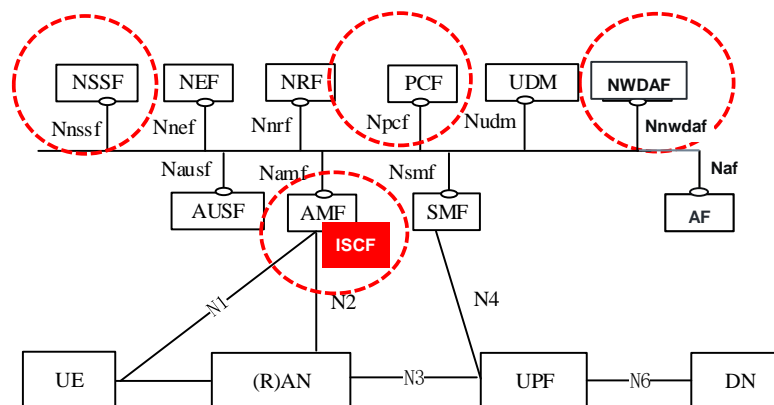 NSSF
NEF
NRF
PCF
UDM
NWDAF
Nnssf
Nnef
Nnrf
Npcf
Nudm
Nnwdaf
Nausf
Namf
Nsmf
Naf
AUSF
AMF
SMF
AF
ISCF
N1
N2
N4
UE
(R)AN
N3
UPF
N6
DN